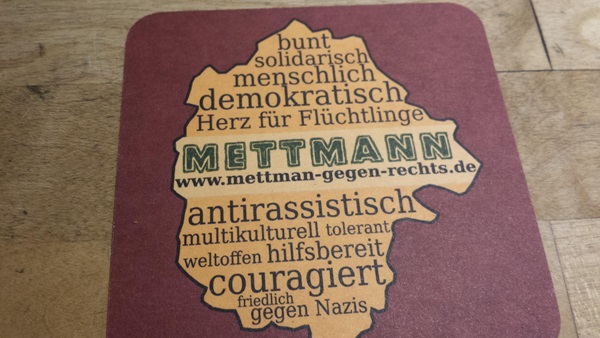 bunt
solidarisch
menschlich
demokratisch
Herz für Flüchtlinge
METTMANN
www.mettman-gegen-rechts.de
antirassistisch
multikulturell tolerant
weltoffen hilfsbereit
couragiert
friedlich
gegen Nazis